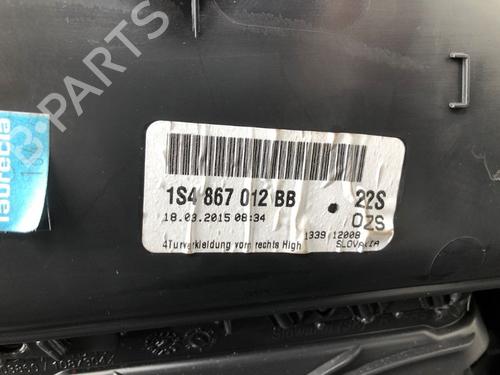 B-PARTS
faurecia
1S4 867 012 BB 22S
18.03.2015 08:34 OZS
1339 12008
4Turverkleidung vorn rechts High SLOVAKIA